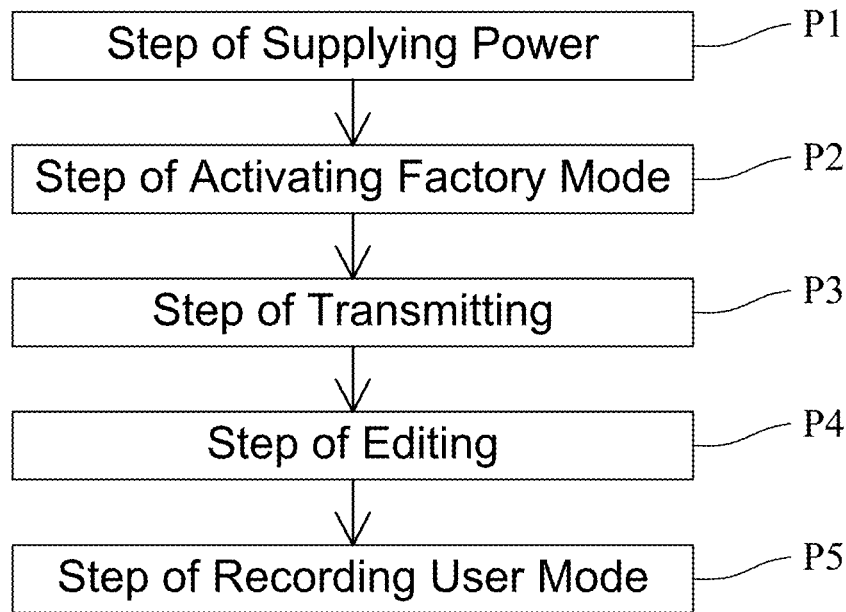 Step of Supplying Power P1
Step of Activating Factory Mode P2
Step of Transmitting P3
Step of Editing P4
Step of Recording User Mode P5